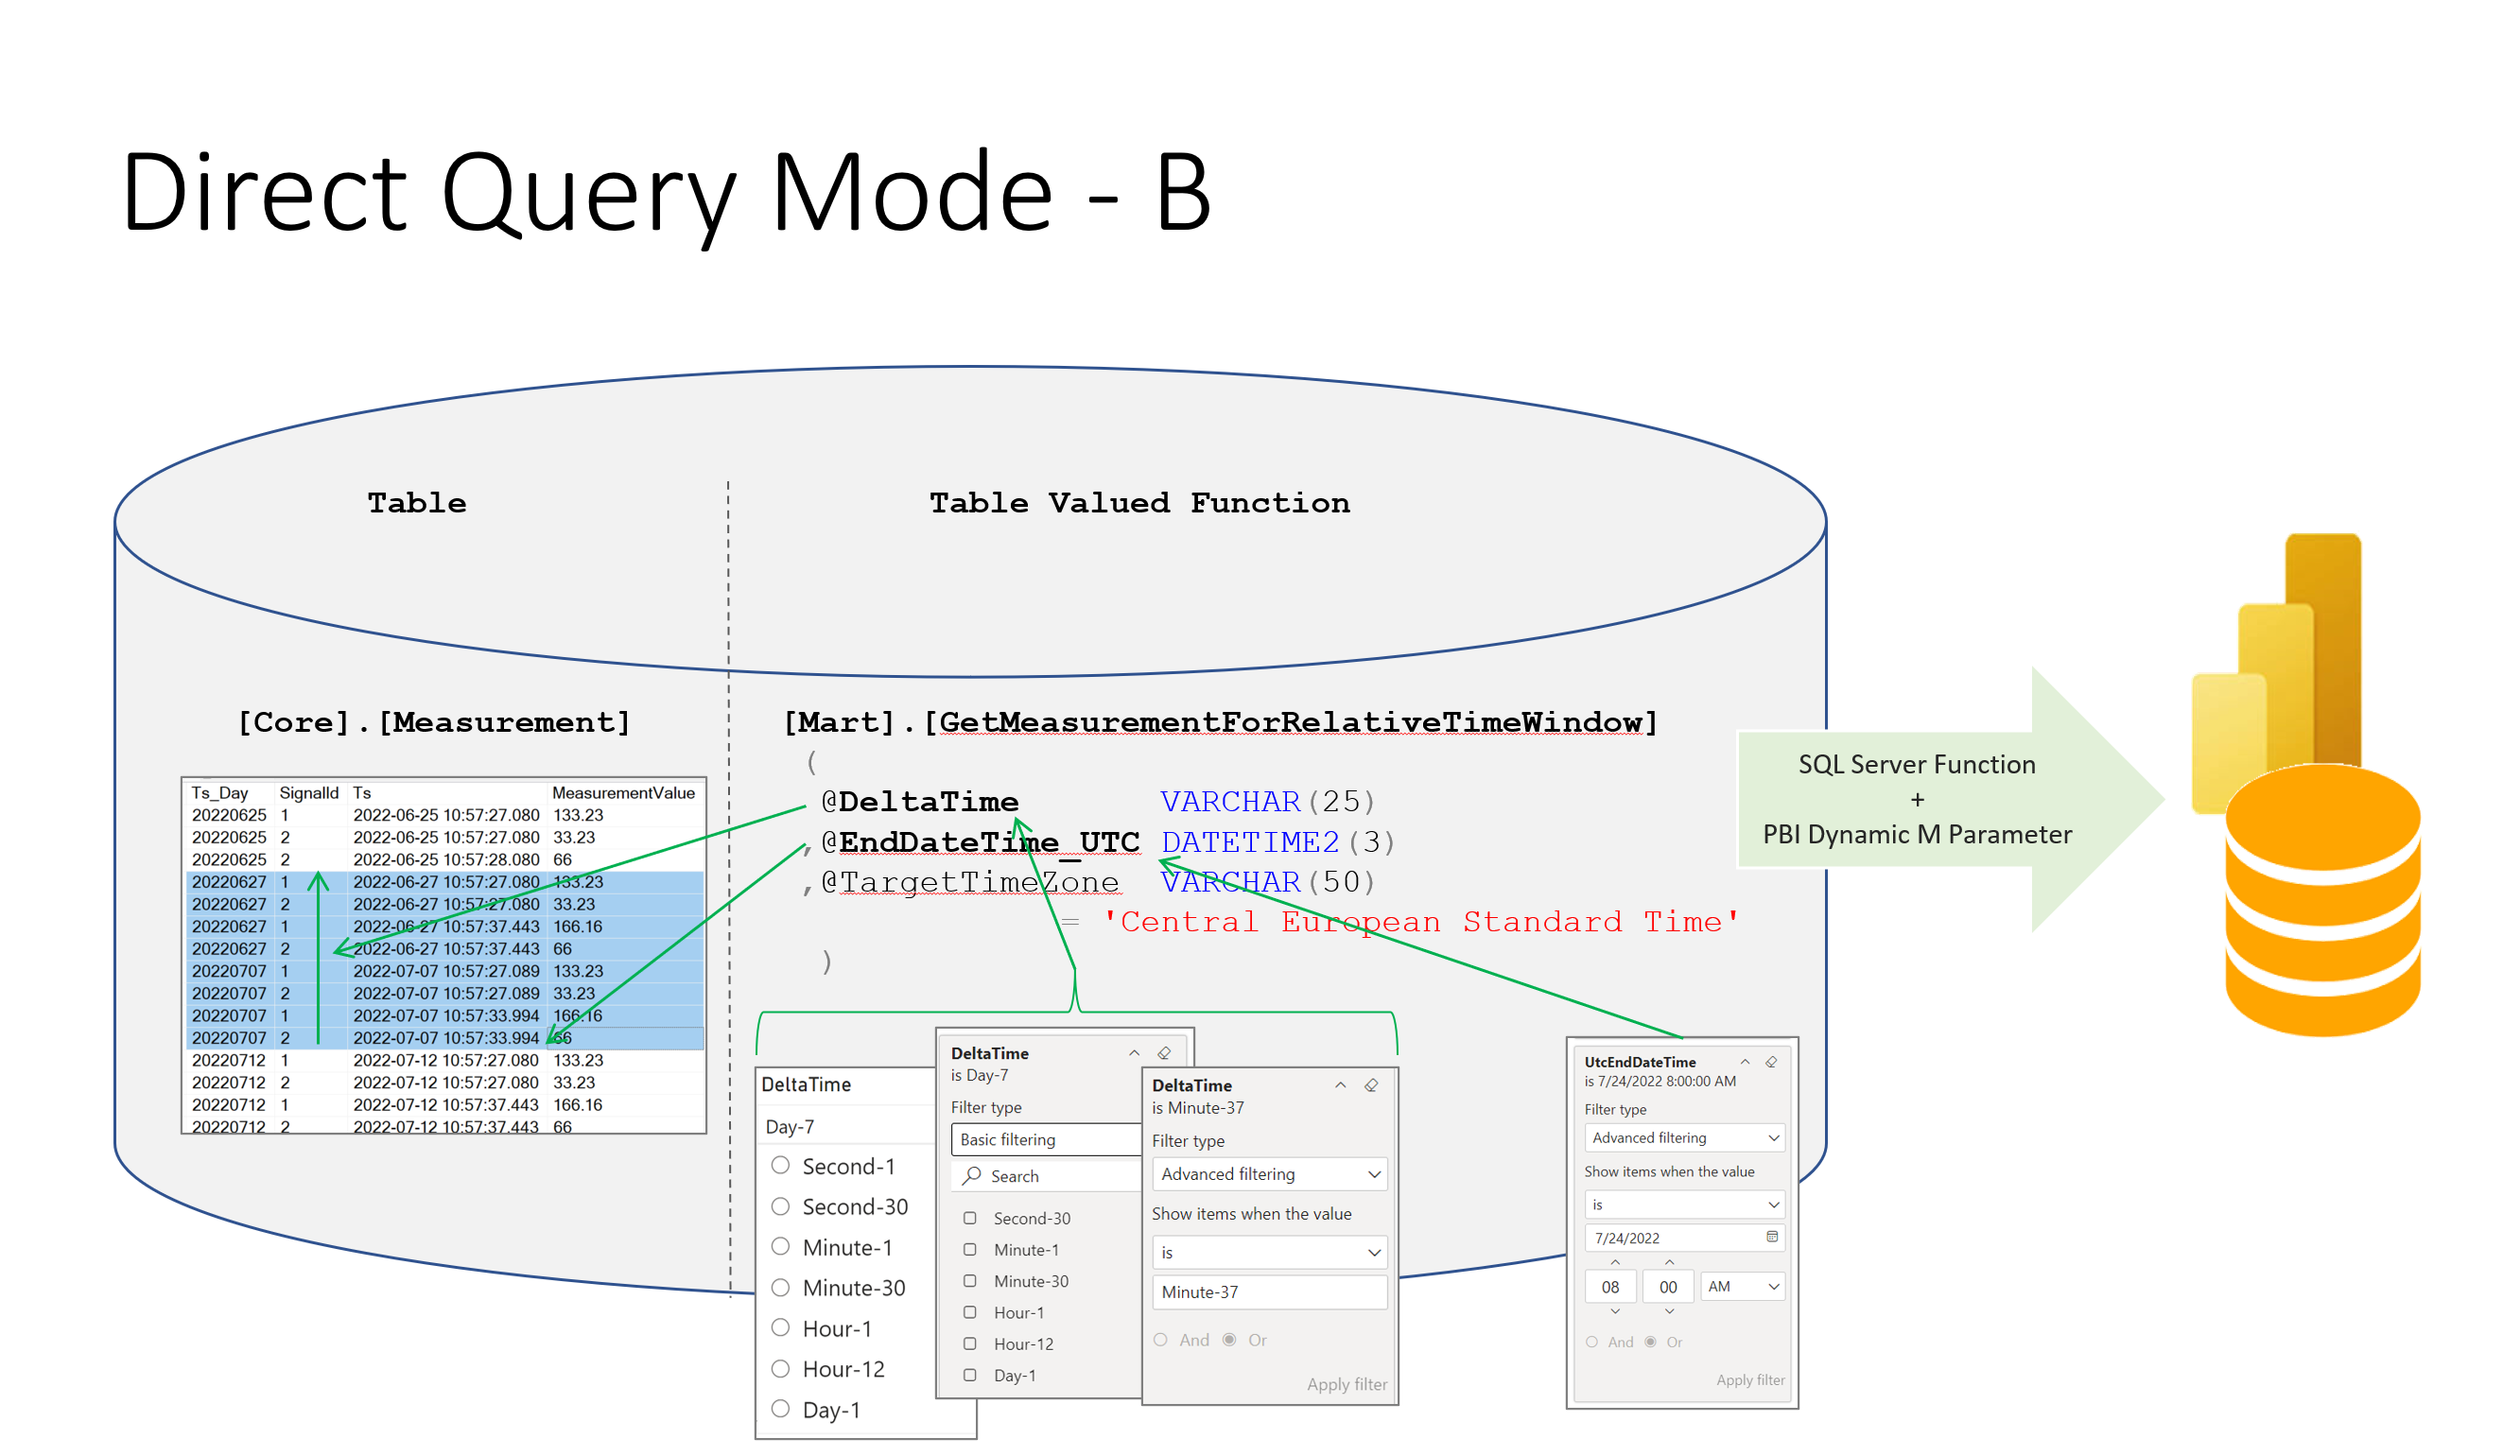 Direct Query Mode - B
Table
Table Valued Function
[Core].[Measurement]
Ts_Day SignalId Ts MeasurementValue
20220625 1 2022-06-25 10:57:27.080 133.23
20220625 2 2022-06-25 10:57:27.080 33.23
20220625 2 2022-06-25 10:57:28.080 66
20220627 1 2022-06-27 10:57:27.080 133.23
20220627 2 2022-06-27 10:57:27.080 33.23
20220627 1 2022-06-27 10:57:37.443 166.16
20220627 2 2022-06-27 10:57:37.443 66
20220707 1 2022-07-07 10:57:27.089 133.23
20220707 2 2022-07-07 10:57:27.089 33.23
20220707 1 2022-07-07 10:57:33.994 166.16
20220707 2 2022-07-07 10:57:33.994 66
20220712 1 2022-07-12 10:57:27.080 133.23
20220712 2 2022-07-12 10:57:27.080 33.23
20220712 1 2022-07-12 10:57:37.443 166.16
20220712 2 2022-07-12 10:57:37.443 66
[Mart].[GetMeasurementForRelativeTimeWindow]
(
@DeltaTime VARCHAR(25)
,@EndDateTime_UTC DATETIME2(3)
,@TargetTimeZone VARCHAR(50)
= 'Central European Standard Time'
)
DeltaTime
Day-7
Second-1
Second-30
Minute-1
Minute-30
Hour-1
Hour-12
Day-1
DeltaTime
is Day-7
Filter type
Basic filtering
Search
Second-30
Minute-1
Minute-30
Hour-1
Hour-12
Day-1
DeltaTime
is Minute-37
Filter type
Advanced filtering
Show items when the value
is
Minute-37
And Or
Apply filter
UtcEndDateTime
is 7/24/2022 8:00:00 AM
Filter type
Advanced filtering
Show items when the value
is
7/24/2022
08 00 AM
And Or
Apply filter
SQL Server Function
+
PBI Dynamic M Parameter